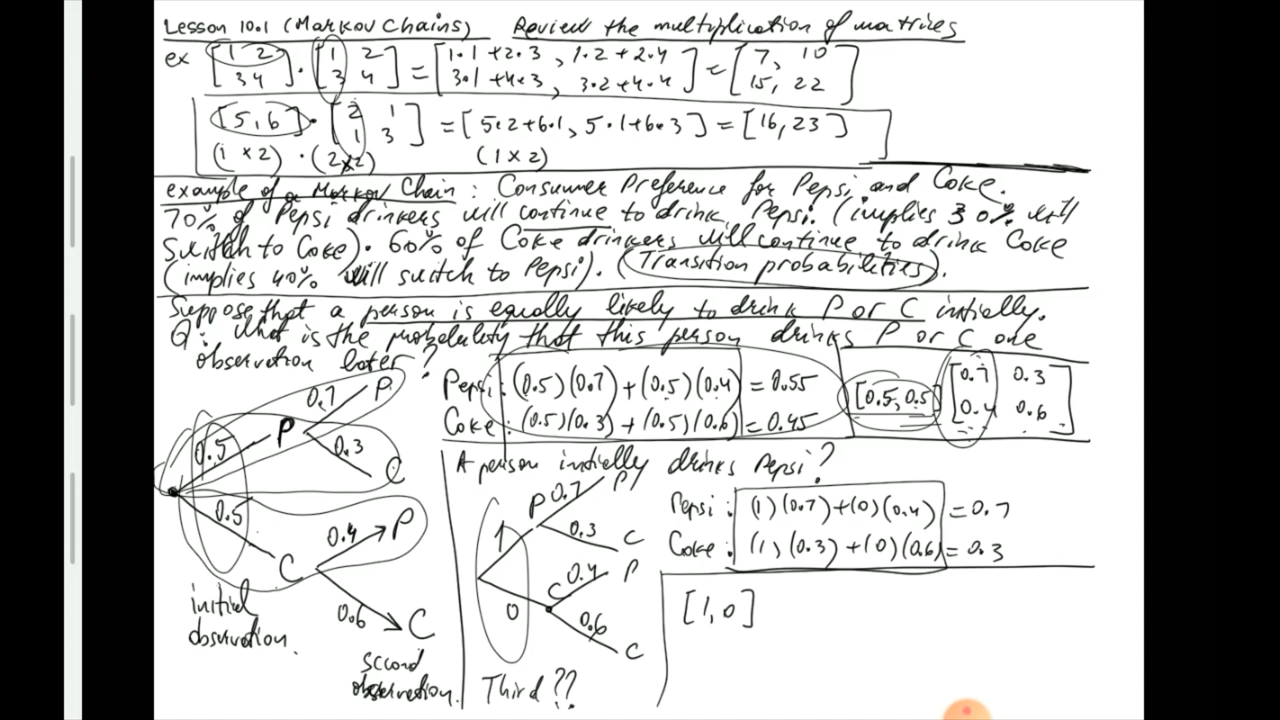 Lesson 10.1 (Markov Chains) Review the multiplication of matrices
ex [1 2 3 4] · [1 2 3 4] = [1·1+2·3, 1·2+2·4 3·1+4·3, 3·2+4·4] = [7, 10 15, 22]
[5, 6] · [2 1 1 3] = [5·2+6·1, 5·1+6·3] = [16, 23]
(1 × 2) · (2×2) (1 × 2)
example of a Markov Chain : Consumer Preference for Pepsi and Coke.
70% of Pepsi drinkers will continue to drink Pepsi. (implies 30% will
switch to Coke). 60% of Coke drinkers will continue to drink Coke
(implies 40% will switch to Pepsi). (Transition probabilities).
Suppose that a person is equally likely to drink P or C initially.
Q: What is the probability that this person drinks P or C one
observation later?
Pepsi: (0.5)(0.7) + (0.5)(0.4) = 0.55
Coke: (0.5)(0.3) + (0.5)(0.6) = 0.45
[0.5, 0.5] [0.7 0.3 0.4 0.6]
0.7 P
0.5 P
0.3
C
0.5
0.4 P
C
0.6
C
initial
observation.
second
observation.
A person initially drinks Pepsi?
P 0.7 P
1
0.3 C
0.4 P
0 C
0.6
C
Third??
Pepsi: (1)(0.7)+(0)(0.4) = 0.7
Coke: (1)(0.3)+(0)(0.6) = 0.3
[1, 0]